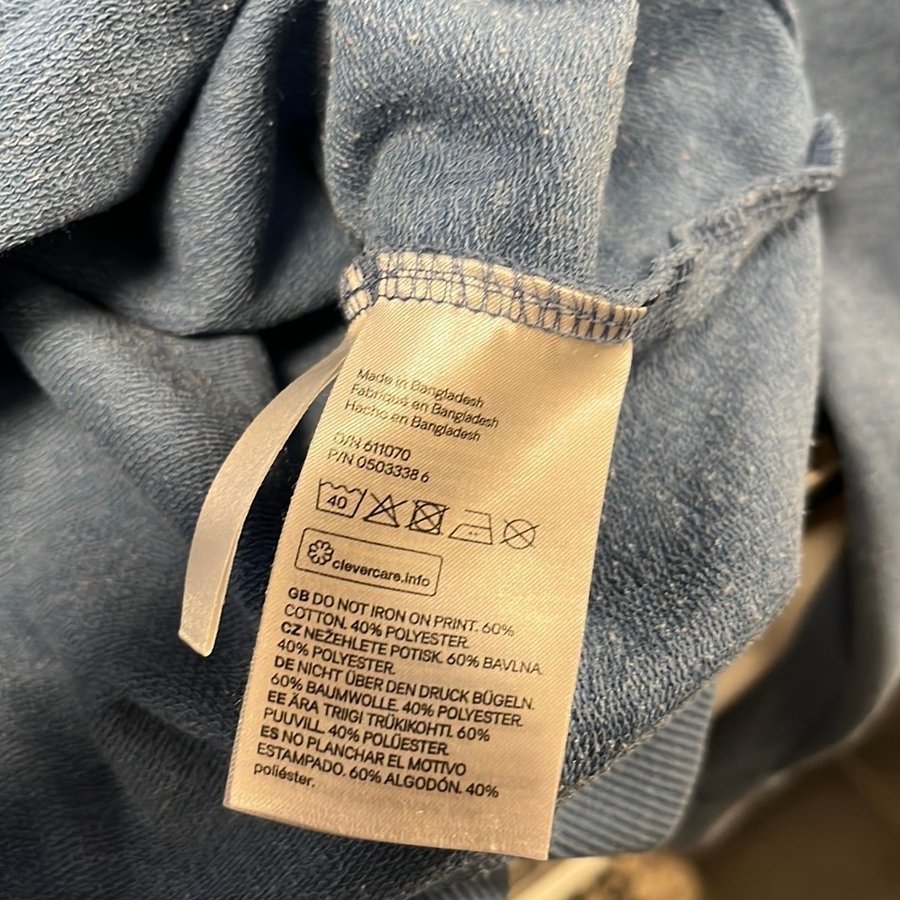 Made in Bangladesh
Fabriqué en Bangladesh
Hecho en Bangladesh
O/N 611070
P/N 0503338 6
40
clevercare.info
GB DO NOT IRON ON PRINT. 60%
COTTON. 40% POLYESTER.
CZ NEŽEHLETE POTISK. 60% BAVLNA.
40% POLYESTER.
DE NICHT ÜBER DEN DRUCK BÜGELN.
60% BAUMWOLLE. 40% POLYESTER.
EE ÄRA TRIIGI TRÜKIKOHTI. 60%
PUUVILL. 40% POLÜESTER.
ES NO PLANCHAR EL MOTIVO
ESTAMPADO. 60% ALGODÓN. 40%
poliéster.